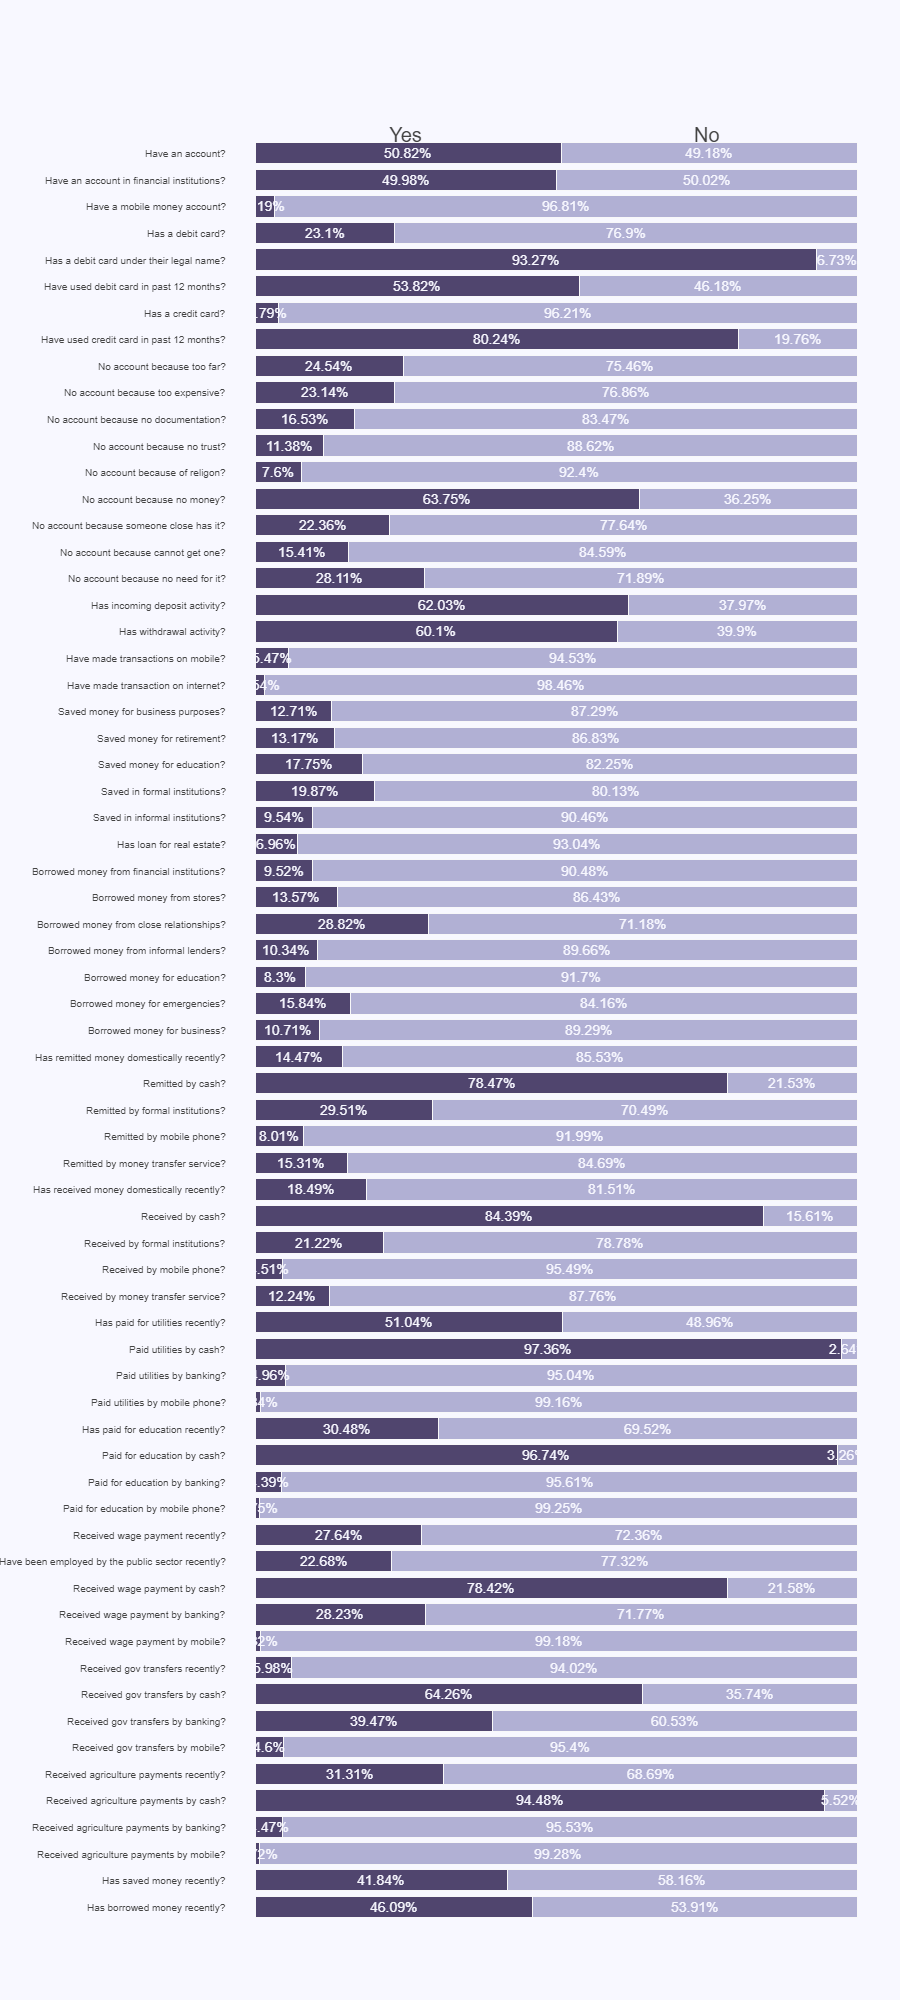 Yes No
Have an account? 50.82% 49.18%
Have an account in financial institutions? 49.98% 50.02%
Have a mobile money account? 19% 96.81%
Has a debit card? 23.1% 76.9%
Has a debit card under their legal name? 93.27% 6.73%
Have used debit card in past 12 months? 53.82% 46.18%
Has a credit card? .79% 96.21%
Have used credit card in past 12 months? 80.24% 19.76%
No account because too far? 24.54% 75.46%
No account because too expensive? 23.14% 76.86%
No account because no documentation? 16.53% 83.47%
No account because no trust? 11.38% 88.62%
No account because of religon? 7.6% 92.4%
No account because no money? 63.75% 36.25%
No account because someone close has it? 22.36% 77.64%
No account because cannot get one? 15.41% 84.59%
No account because no need for it? 28.11% 71.89%
Has incoming deposit activity? 62.03% 37.97%
Has withdrawal activity? 60.1% 39.9%
Have made transactions on mobile? 5.47% 94.53%
Have made transaction on internet? 54% 98.46%
Saved money for business purposes? 12.71% 87.29%
Saved money for retirement? 13.17% 86.83%
Saved money for education? 17.75% 82.25%
Saved in formal institutions? 19.87% 80.13%
Saved in informal institutions? 9.54% 90.46%
Has loan for real estate? 6.96% 93.04%
Borrowed money from financial institutions? 9.52% 90.48%
Borrowed money from stores? 13.57% 86.43%
Borrowed money from close relationships? 28.82% 71.18%
Borrowed money from informal lenders? 10.34% 89.66%
Borrowed money for education? 8.3% 91.7%
Borrowed money for emergencies? 15.84% 84.16%
Borrowed money for business? 10.71% 89.29%
Has remitted money domestically recently? 14.47% 85.53%
Remitted by cash? 78.47% 21.53%
Remitted by formal institutions? 29.51% 70.49%
Remitted by mobile phone? 8.01% 91.99%
Remitted by money transfer service? 15.31% 84.69%
Has received money domestically recently? 18.49% 81.51%
Received by cash? 84.39% 15.61%
Received by formal institutions? 21.22% 78.78%
Received by mobile phone? .51% 95.49%
Received by money transfer service? 12.24% 87.76%
Has paid for utilities recently? 51.04% 48.96%
Paid utilities by cash? 97.36% 2.64
Paid utilities by banking? .96% 95.04%
Paid utilities by mobile phone? 4% 99.16%
Has paid for education recently? 30.48% 69.52%
Paid for education by cash? 96.74% 3.26%
Paid for education by banking? .39% 95.61%
Paid for education by mobile phone? 5% 99.25%
Received wage payment recently? 27.64% 72.36%
Have been employed by the public sector recently? 22.68% 77.32%
Received wage payment by cash? 78.42% 21.58%
Received wage payment by banking? 28.23% 71.77%
Received wage payment by mobile? 2% 99.18%
Received gov transfers recently? 5.98% 94.02%
Received gov transfers by cash? 64.26% 35.74%
Received gov transfers by banking? 39.47% 60.53%
Received gov transfers by mobile? 4.6% 95.4%
Received agriculture payments recently? 31.31% 68.69%
Received agriculture payments by cash? 94.48% 5.52%
Received agriculture payments by banking? .47% 95.53%
Received agriculture payments by mobile? 2% 99.28%
Has saved money recently? 41.84% 58.16%
Has borrowed money recently? 46.09% 53.91%